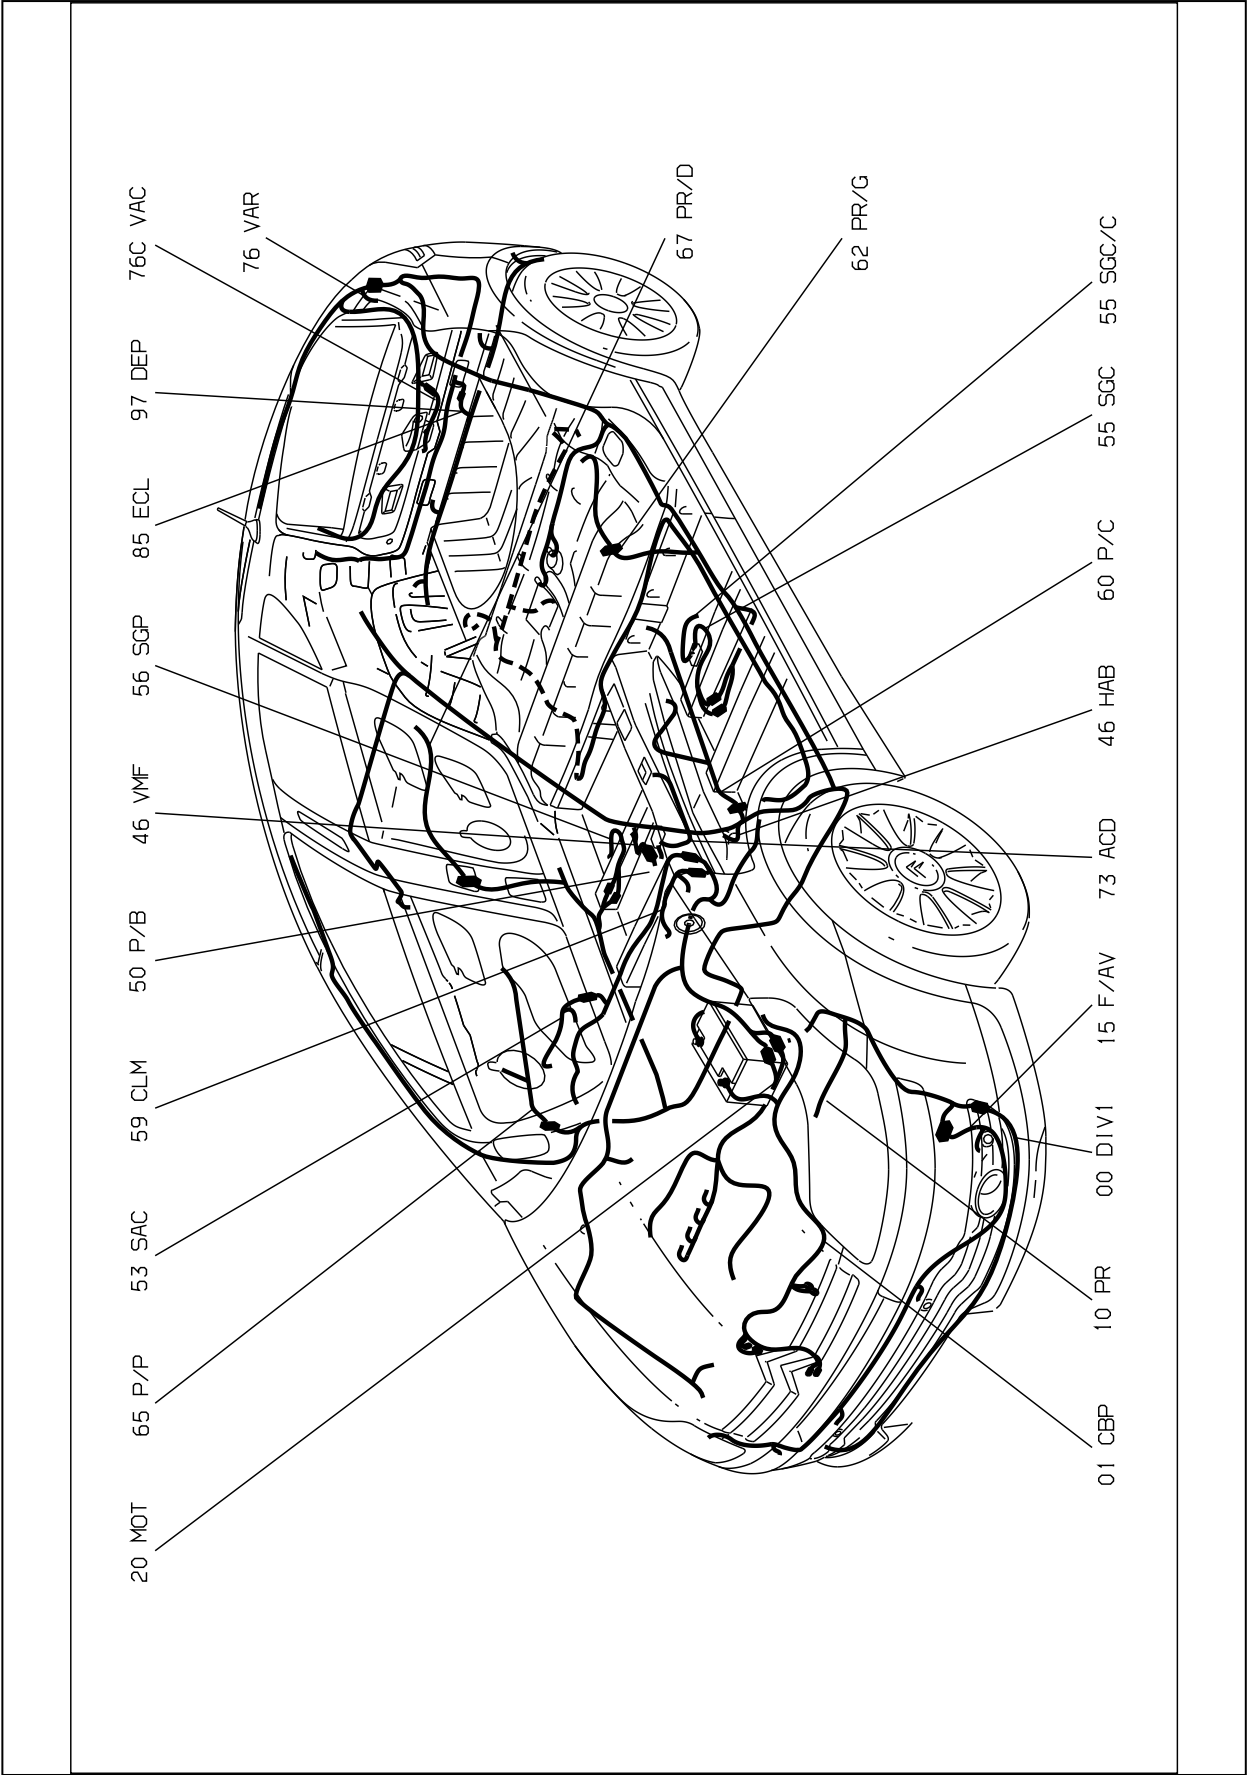 20 MOT
65 P/P
53 SAC
59 CLM
50 P/B
46 VMF
56 SGP
85 ECL
97 DEP
76C VAC
76 VAR
67 PR/D
62 PR/G
01 CBP
10 PR
00 DIV1
15 F/AV
73 ACD
46 HAB
60 P/C
55 SGC
55 SGC/C